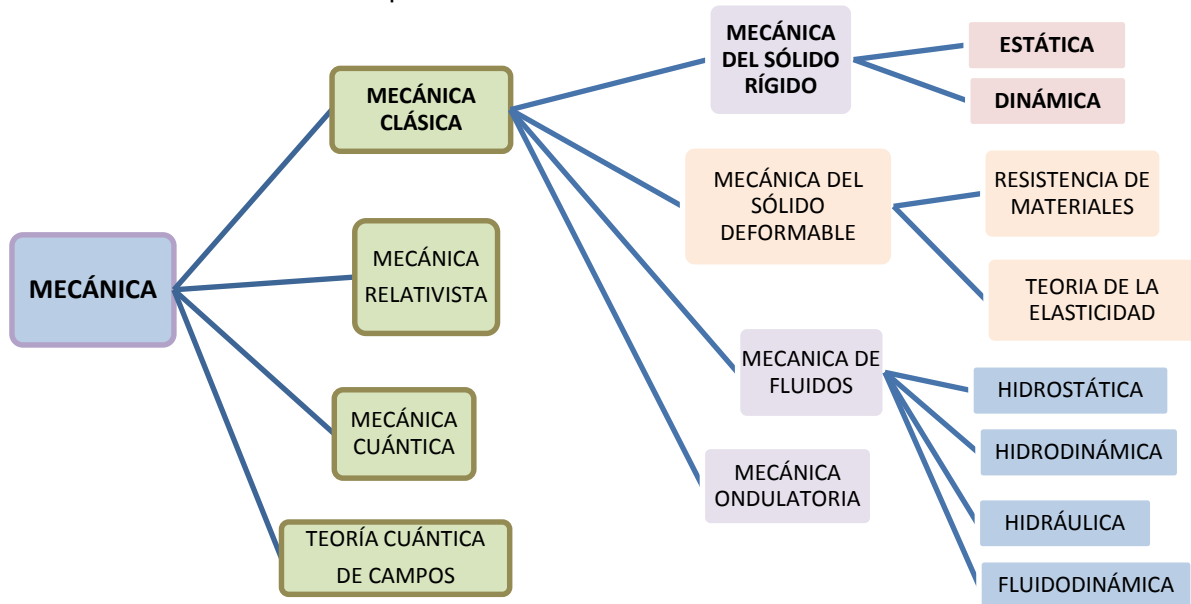 MECÁNICA
MECÁNICA
CLÁSICA
MECÁNICA
RELATIVISTA
MECÁNICA
CUÁNTICA
TEORÍA CUÁNTICA
DE CAMPOS
MECÁNICA
DEL SÓLIDO
RÍGIDO
MECÁNICA DEL
SÓLIDO
DEFORMABLE
MECANICA DE
FLUIDOS
MECÁNICA
ONDULATORIA
ESTÁTICA
DINÁMICA
RESISTENCIA DE
MATERIALES
TEORIA DE LA
ELASTICIDAD
HIDROSTÁTICA
HIDRODINÁMICA
HIDRÁULICA
FLUIDODINÁMICA